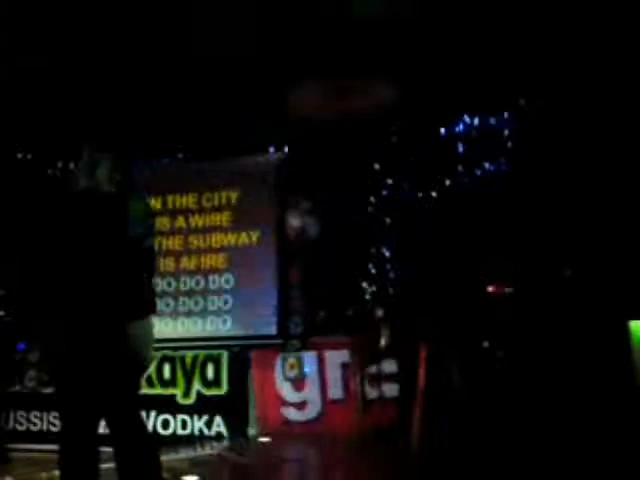 N THE CITY
IS A WIRE
THE SUBWAY
IS AFIRE
DO DO DO
DO DO DO
DO DO DO
kaya
USSIS
VODKA
gr